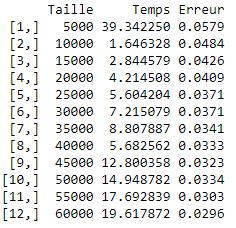 Taille Temps Erreur
[1,] 5000 39.342250 0.0579
[2,] 10000 1.646328 0.0484
[3,] 15000 2.844579 0.0426
[4,] 20000 4.214508 0.0409
[5,] 25000 5.604204 0.0371
[6,] 30000 7.215079 0.0371
[7,] 35000 8.807887 0.0341
[8,] 40000 5.682562 0.0333
[9,] 45000 12.800358 0.0323
[10,] 50000 14.948782 0.0334
[11,] 55000 17.692839 0.0303
[12,] 60000 19.617872 0.0296